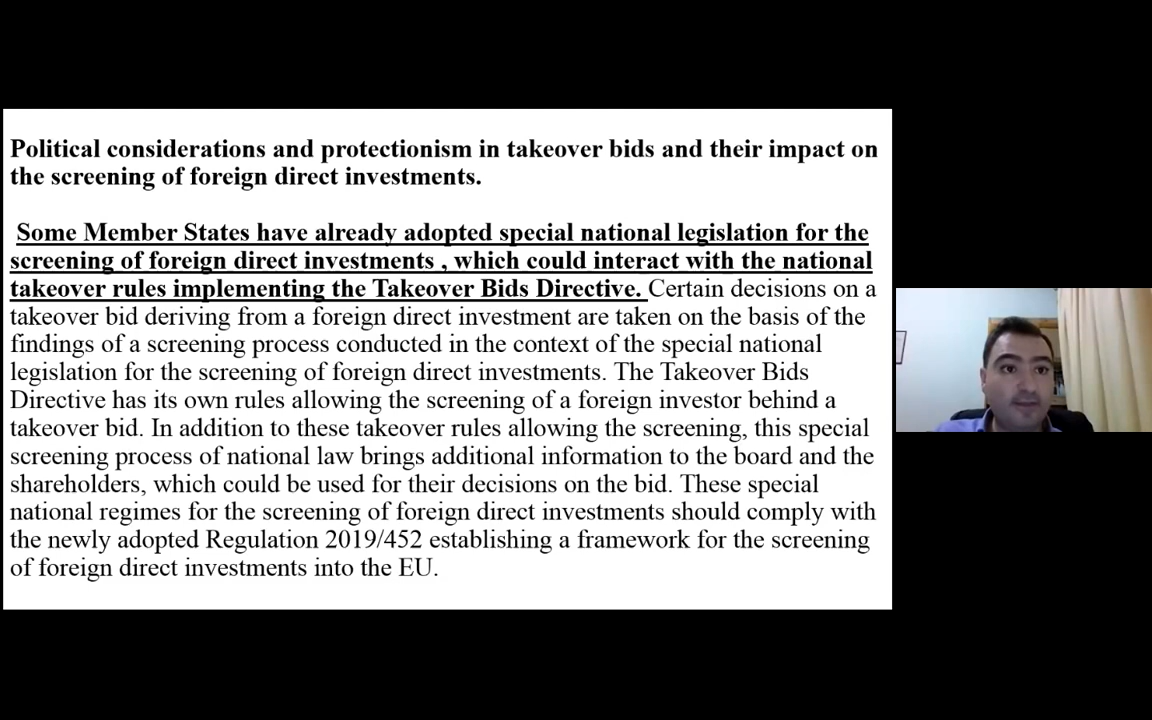 Political considerations and protectionism in takeover bids and their impact on
the screening of foreign direct investments.
Some Member States have already adopted special national legislation for the
screening of foreign direct investments , which could interact with the national
takeover rules implementing the Takeover Bids Directive. Certain decisions on a
takeover bid deriving from a foreign direct investment are taken on the basis of the
findings of a screening process conducted in the context of the special national
legislation for the screening of foreign direct investments. The Takeover Bids
Directive has its own rules allowing the screening of a foreign investor behind a
takeover bid. In addition to these takeover rules allowing the screening, this special
screening process of national law brings additional information to the board and the
shareholders, which could be used for their decisions on the bid. These special
national regimes for the screening of foreign direct investments should comply with
the newly adopted Regulation 2019/452 establishing a framework for the screening
of foreign direct investments into the EU.